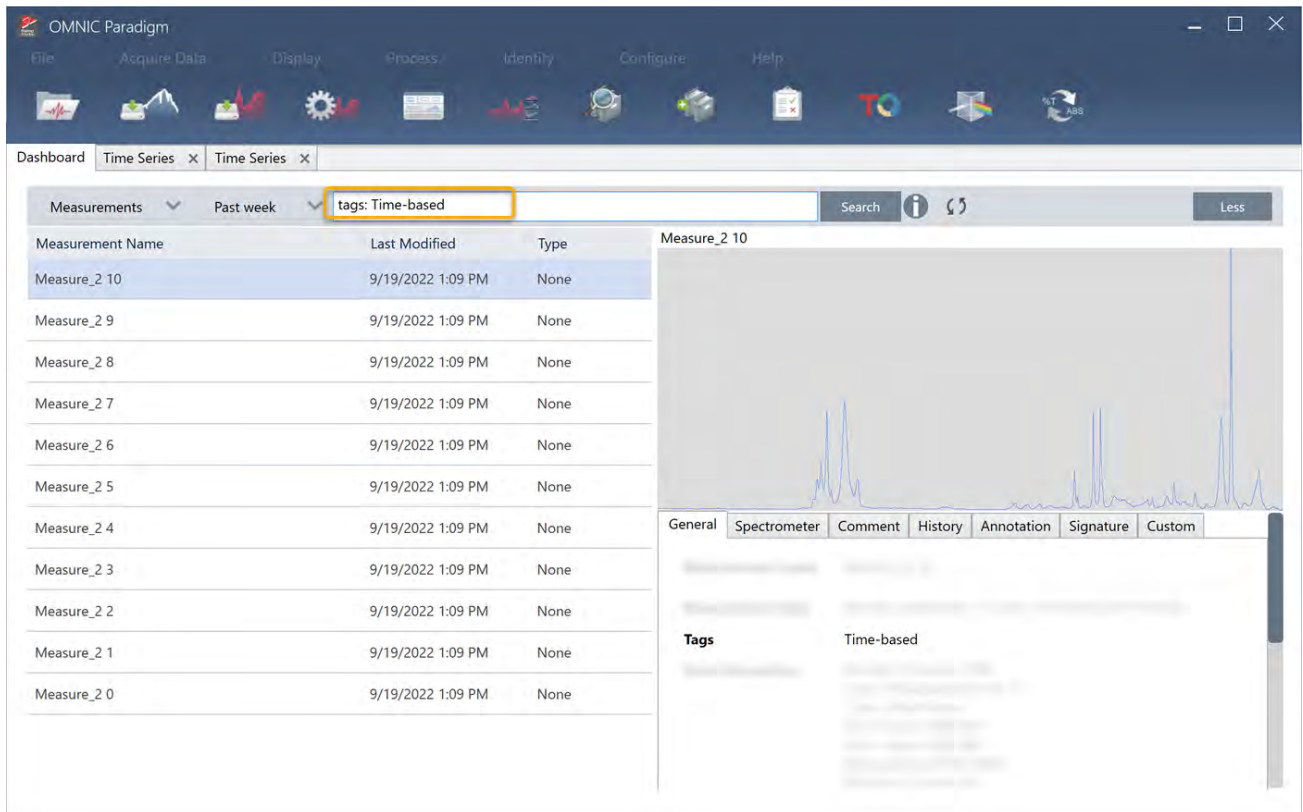 OMNIC Paradigm
File Acquire Data Display Process Identify Configure Help
TQ %T ABS
Dashboard Time Series Time Series
Measurements Past week tags: Time-based Search Less
Measurement Name Last Modified Type Measure_2 10
Measure_2 10 9/19/2022 1:09 PM None
Measure_2 9 9/19/2022 1:09 PM None
Measure_2 8 9/19/2022 1:09 PM None
Measure_2 7 9/19/2022 1:09 PM None
Measure_2 6 9/19/2022 1:09 PM None
Measure_2 5 9/19/2022 1:09 PM None
Measure_2 4 9/19/2022 1:09 PM None
Measure_2 3 9/19/2022 1:09 PM None
Measure_2 2 9/19/2022 1:09 PM None
Measure_2 1 9/19/2022 1:09 PM None
Measure_2 0 9/19/2022 1:09 PM None
General Spectrometer Comment History Annotation Signature Custom
Tags Time-based